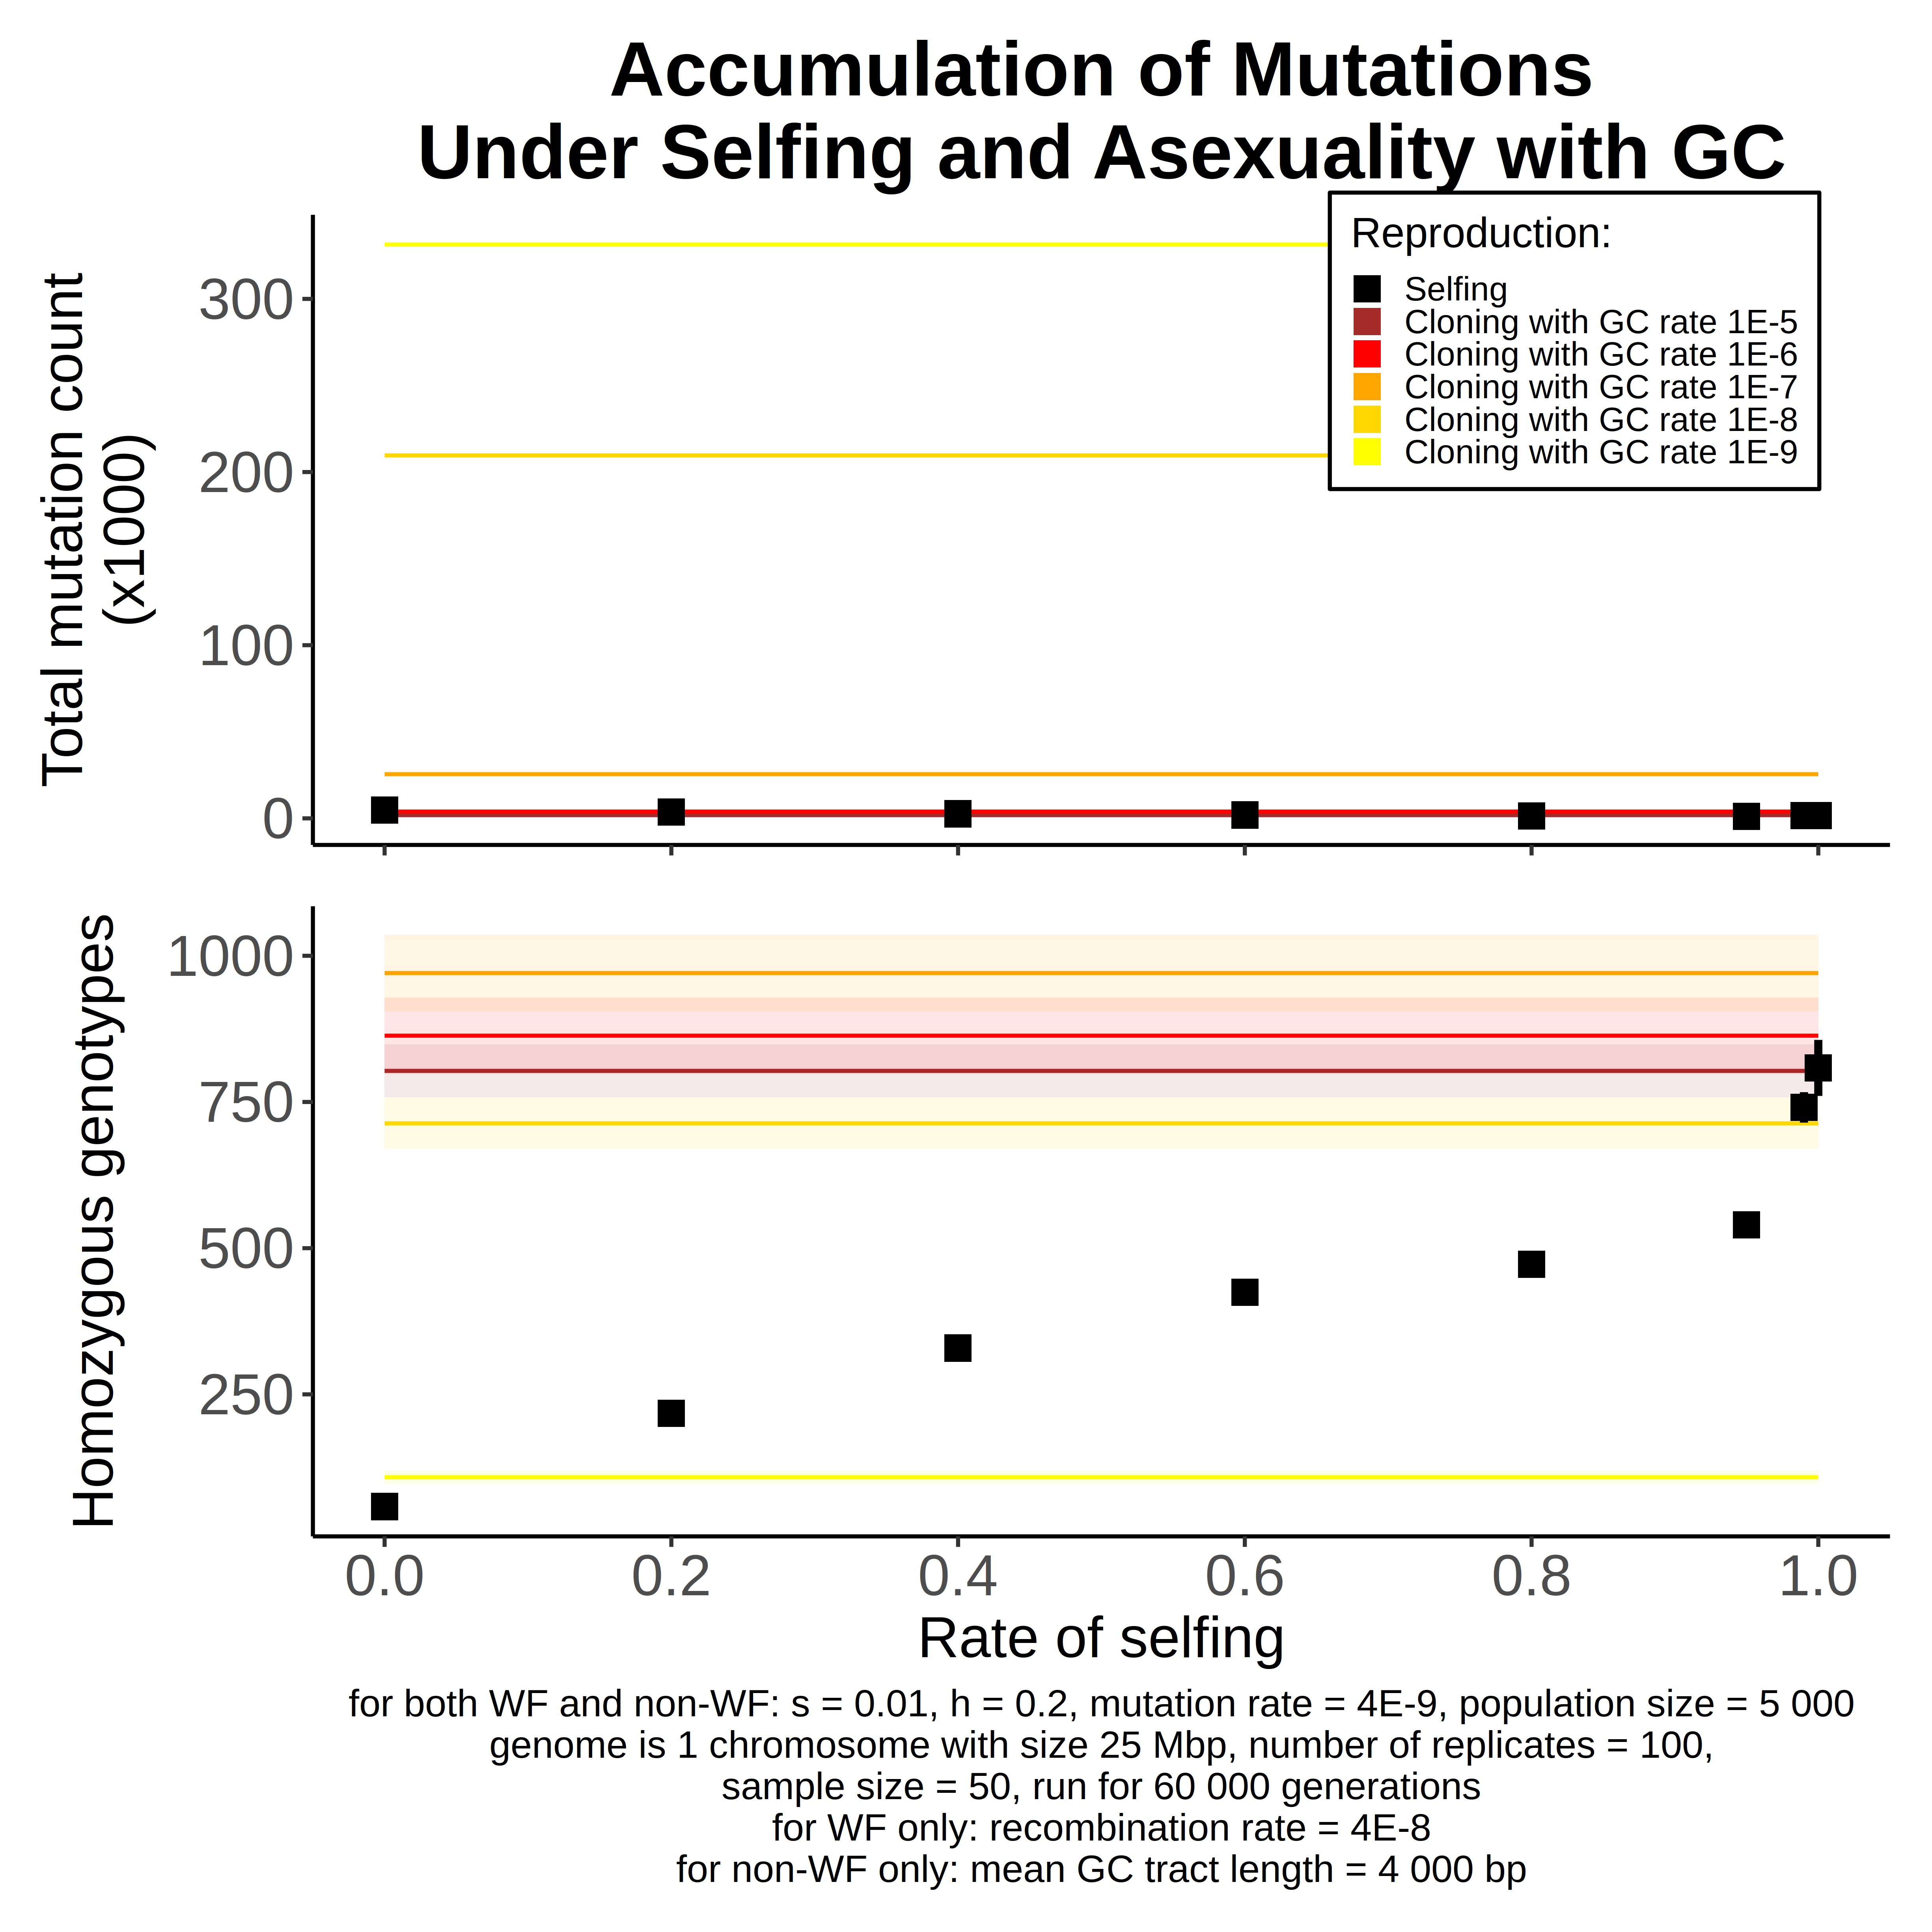 Accumulation of Mutations
Under Selfing and Asexuality with GC
Reproduction:
Selfing
Cloning with GC rate 1E-5
Cloning with GC rate 1E-6
Cloning with GC rate 1E-7
Cloning with GC rate 1E-8
Cloning with GC rate 1E-9
Total mutation count
(x1000)
300
200
100
0
Homozygous genotypes
1000
750
500
250
0.0 0.2 0.4 0.6 0.8 1.0
Rate of selfing
for both WF and non-WF: s = 0.01, h = 0.2, mutation rate = 4E-9, population size = 5 000
genome is 1 chromosome with size 25 Mbp, number of replicates = 100,
sample size = 50, run for 60 000 generations
for WF only: recombination rate = 4E-8
for non-WF only: mean GC tract length = 4 000 bp